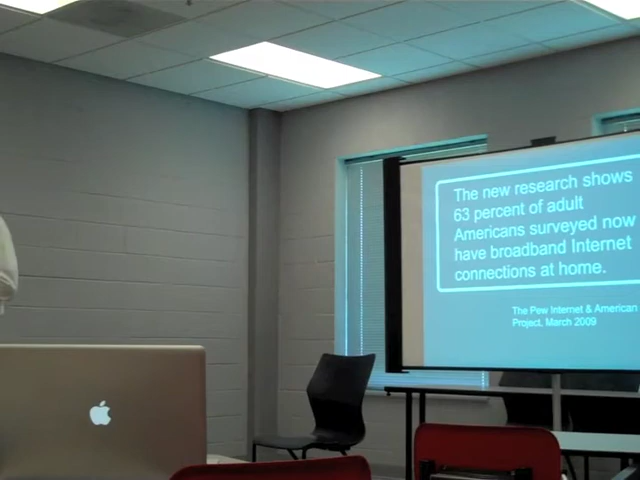 The new research shows
63 percent of adult
Americans surveyed now
have broadband Internet
connections at home.
The Pew Internet & American
Project, March 2009